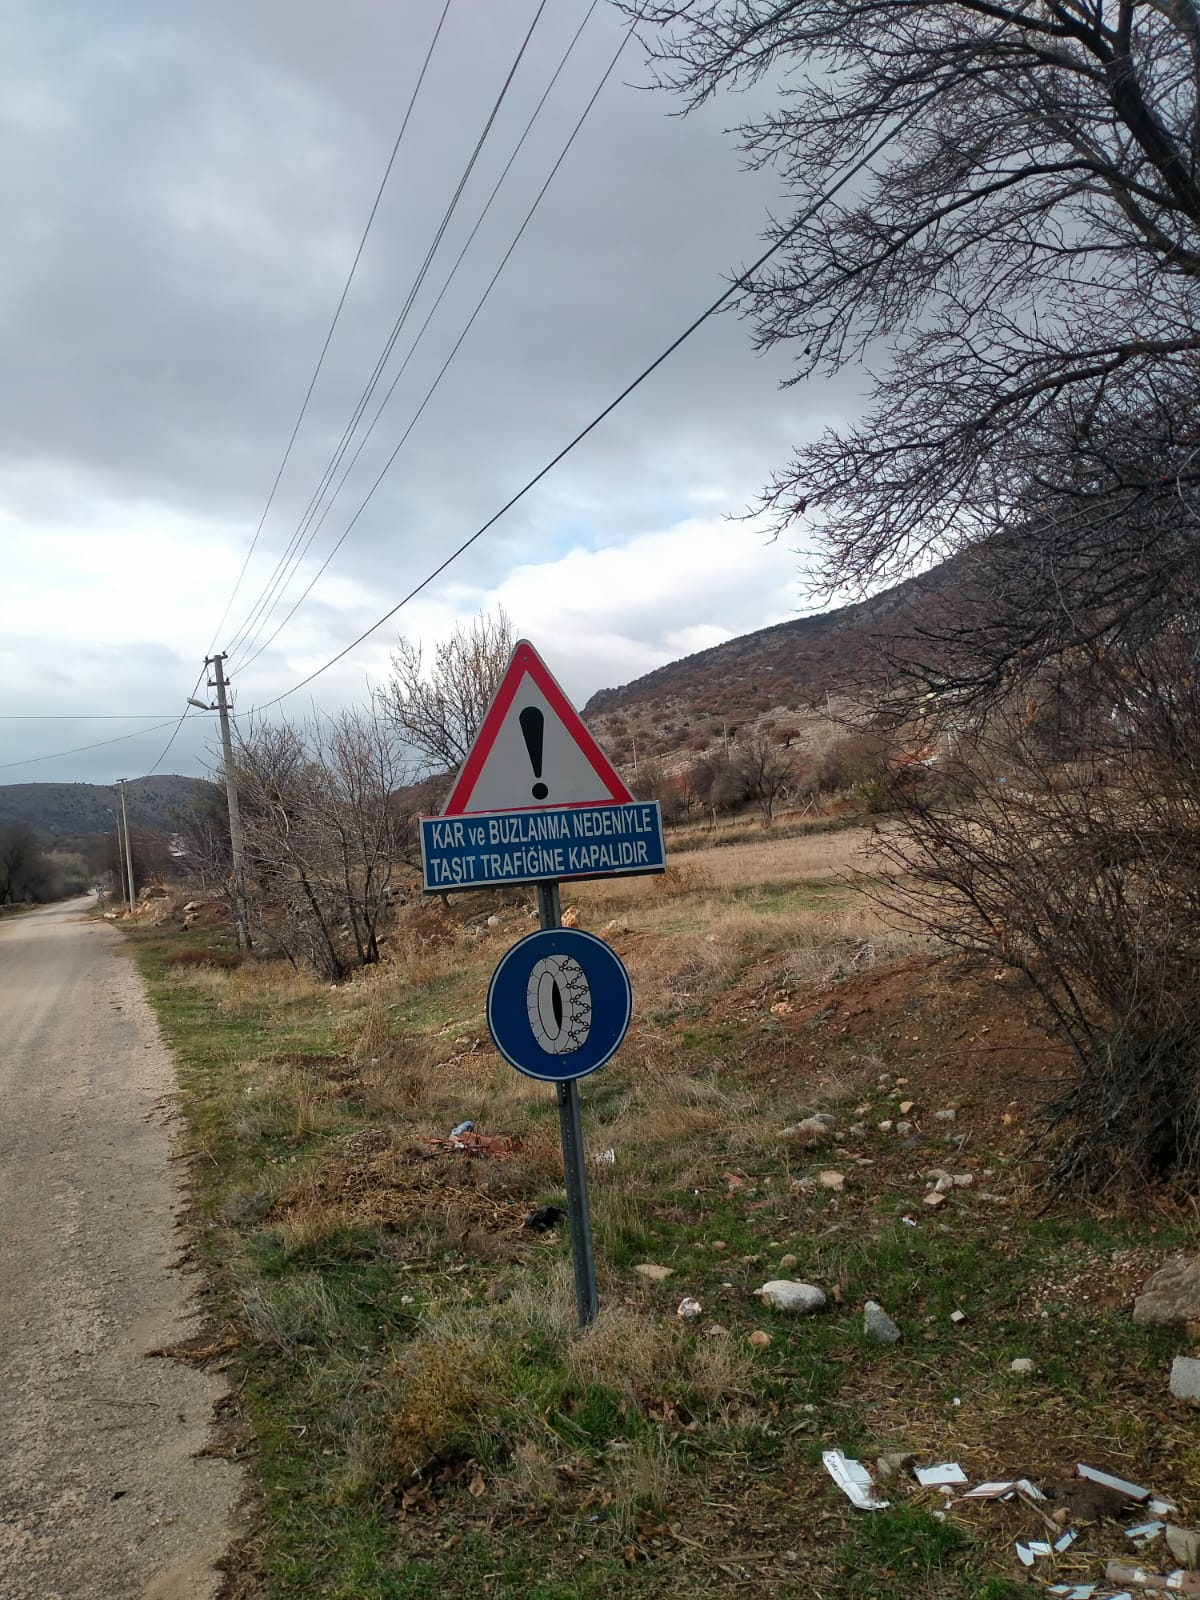 KAR ve BUZLANMA NEDENİYLE
TAŞIT TRAFİĞİNE KAPALIDIR